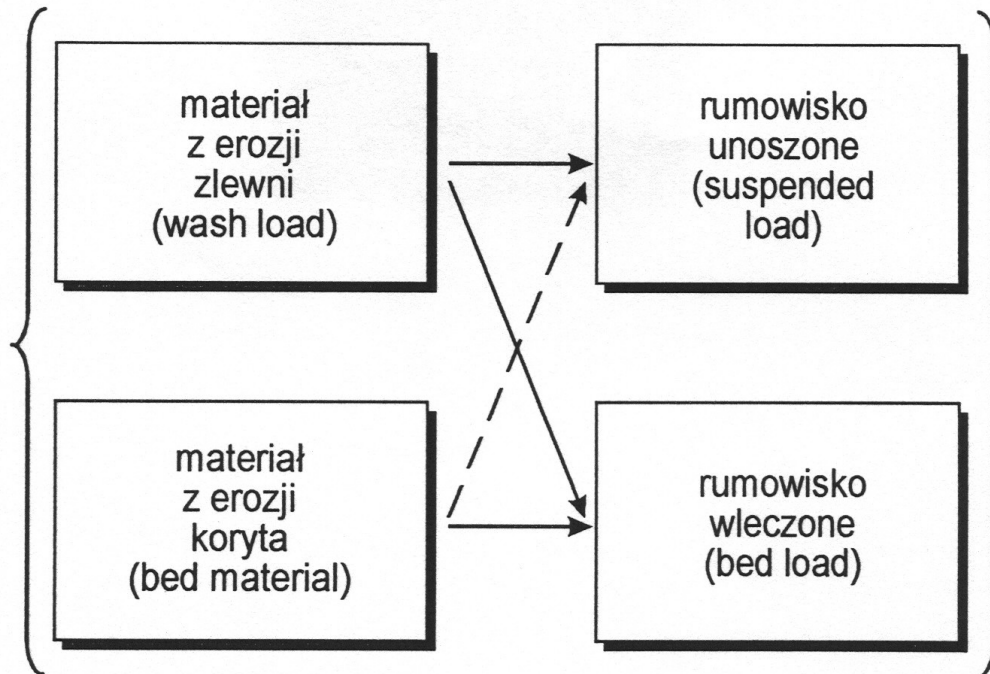 materiał
z erozji
zlewni
(wash load)
rumowisko
unoszone
(suspended
load)
materiał
z erozji
koryta
(bed material)
rumowisko
wleczone
(bed load)